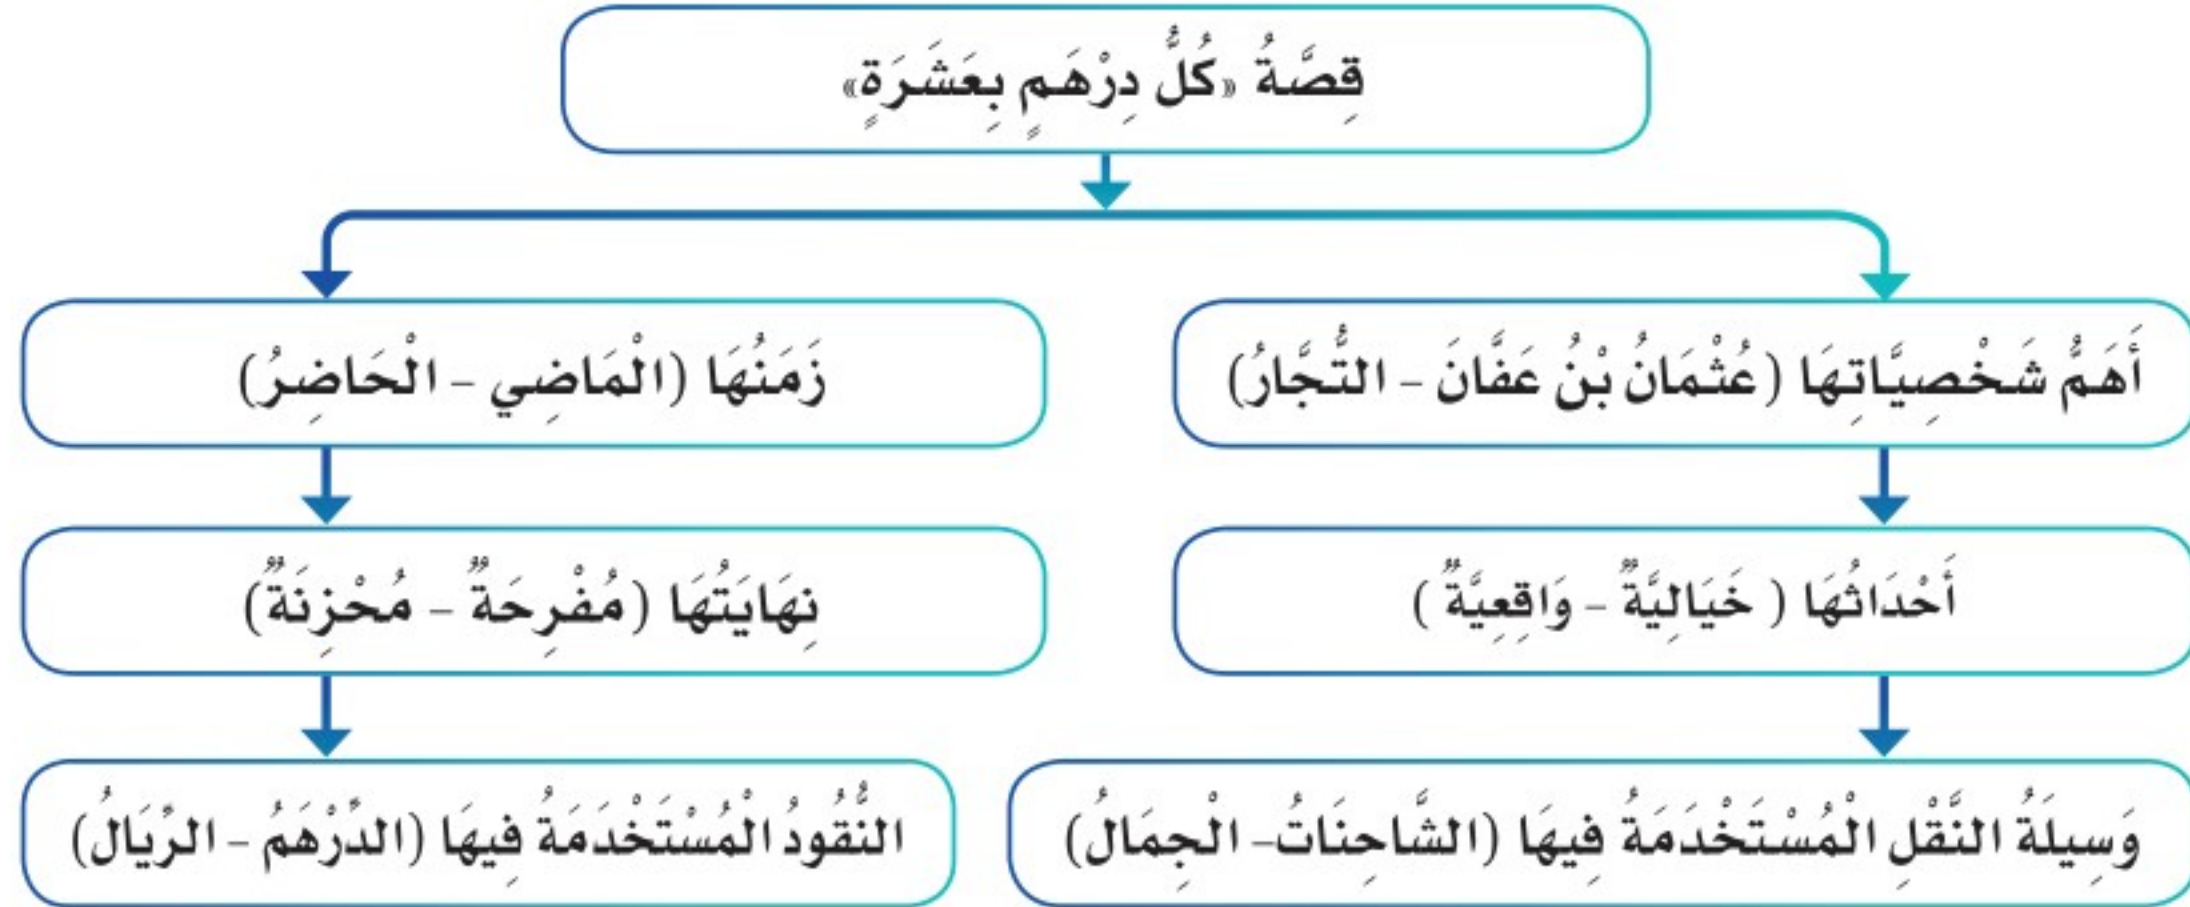 قِصَّةُ «كُلُّ دِرْهَمٍ بِعَشَرَةٍ»
أَهَمُّ شَخْصِيَّاتِهَا (عُثْمَانُ بْنُ عَفَّانَ – التُّجَّارُ)
زَمَنُهَا (الْمَاضِي – الْحَاضِرُ)
أَحْدَاثُهَا ( خَيَالِيَّةٌ – وَاقِعِيَّةٌ )
نِهَايَتُهَا (مُفْرِحَةٌ – مُحْزِنَةٌ)
وَسِيلَةُ النَّقْلِ الْمُسْتَخْدَمَةُ فِيهَا (الشَّاحِنَاتُ– الْجِمَالُ)
النُّقُودُ الْمُسْتَخْدَمَةُ فِيهَا (الدِّرْهَمُ – الرِّيَالُ)